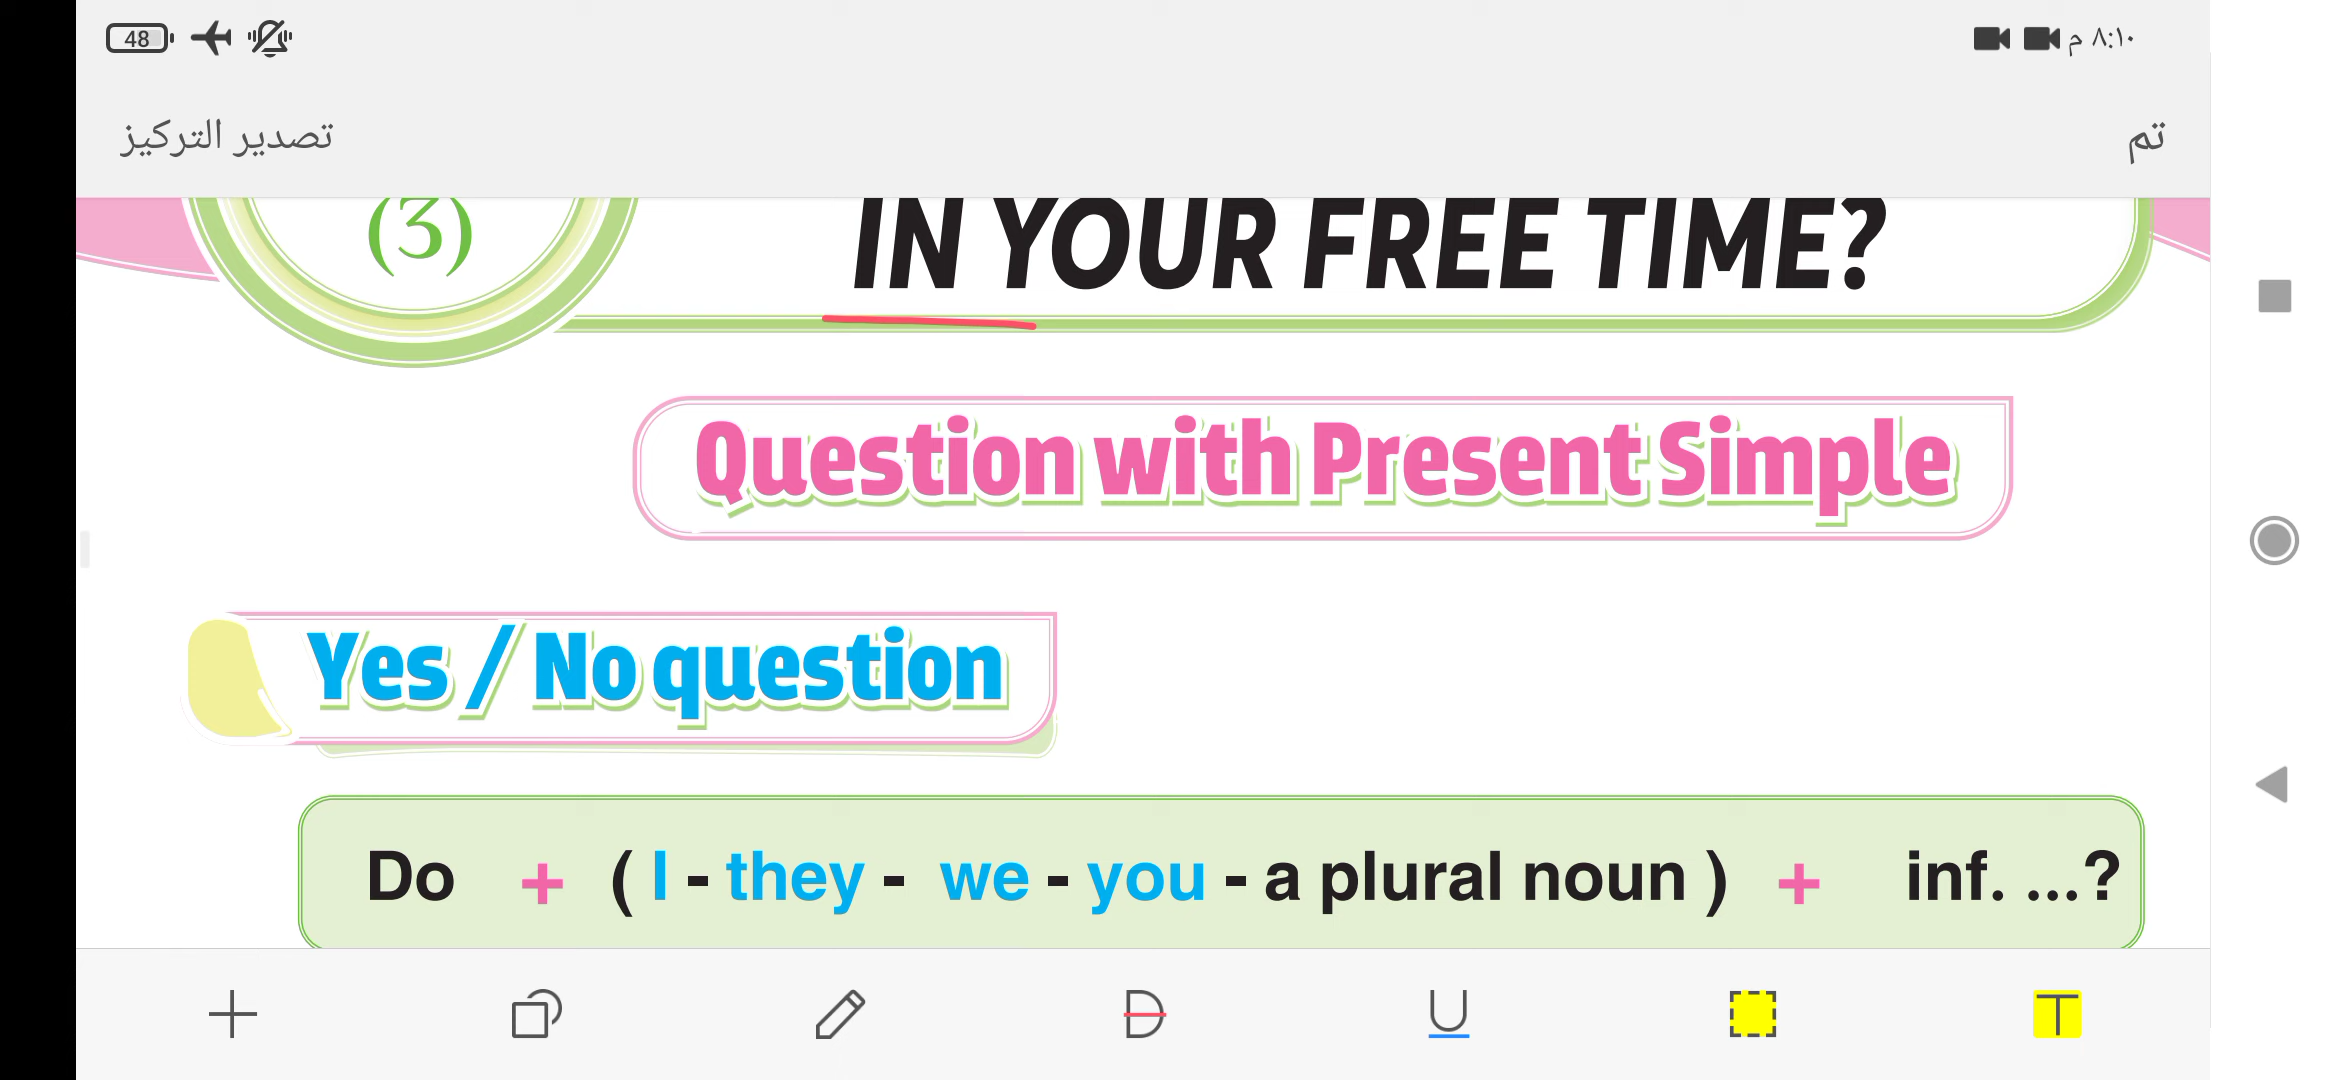 48
م ٨:١٠
تصدير التركيز
تم
(3)
IN YOUR FREE TIME?
Question with Present Simple
Yes / No question
Do + ( I - they - we - you - a plural noun ) + inf. ...?
D U T